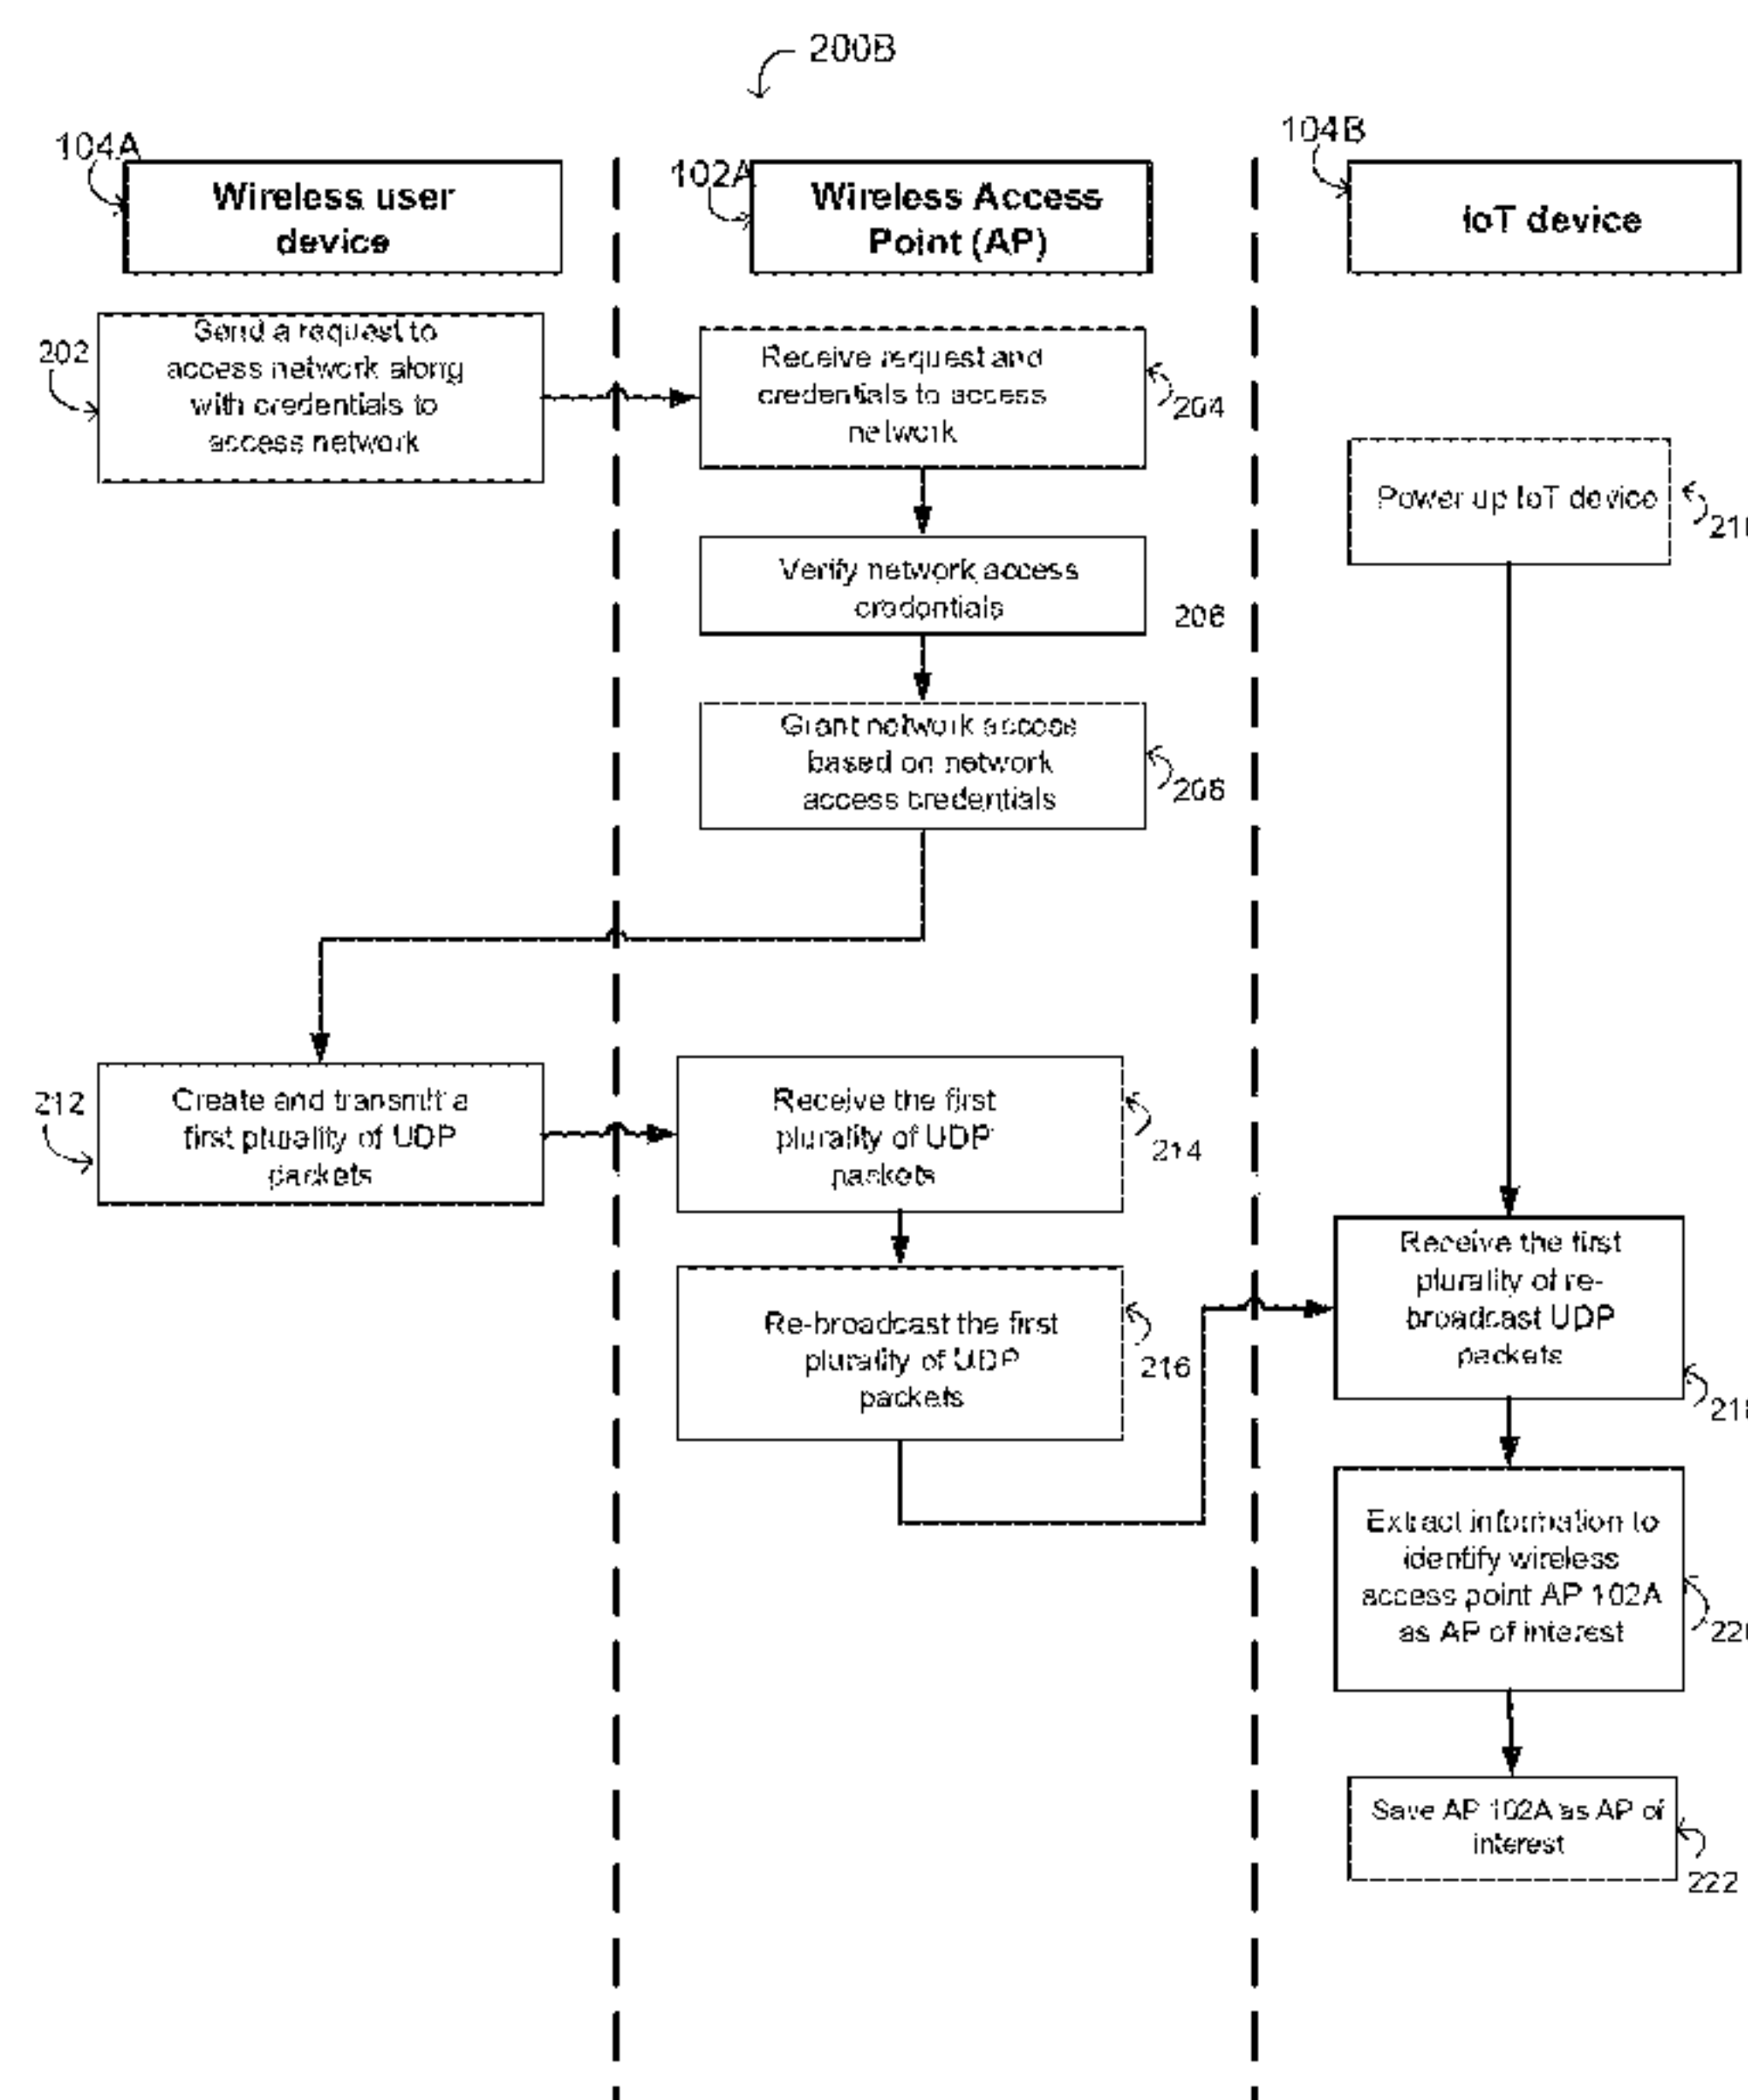 200B
104A
Wireless user
device
102A
Wireless Access
Point (AP)
104B
IoT device
202
Send a request to
access network along
with credentials to
access network
Receive request and
credentials to access
network
204
Power up IoT device
Verify network access
credentials
206
Grant network access
based on network
access credentials
208
212
Create and transmit a
first plurality of UDP
packets
Receive the first
plurality of UDP
packets
214
Re-broadcast the first
plurality of UDP
packets
216
Receive the first
plurality of re-
broadcast UDP
packets
Extract information to
identify wireless
access point AP 102A
as AP of interest
Save AP 102A as AP of
interest
222